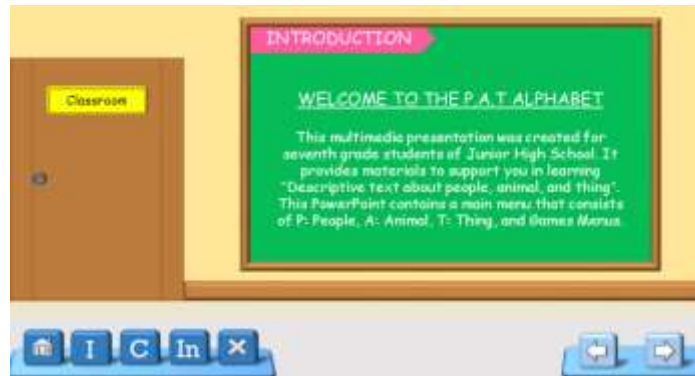 INTRODUCTION
Classroom
WELCOME TO THE P.A.T ALPHABET
This multimedia presentation was created for
seventh grade students of Junior High School. It
provides materials to support you in learning
"Descriptive text about people, animal, and thing".
This PowerPoint contains a main menu that consists
of P: People, A: Animal, T: Thing, and Games Menus.
I C In